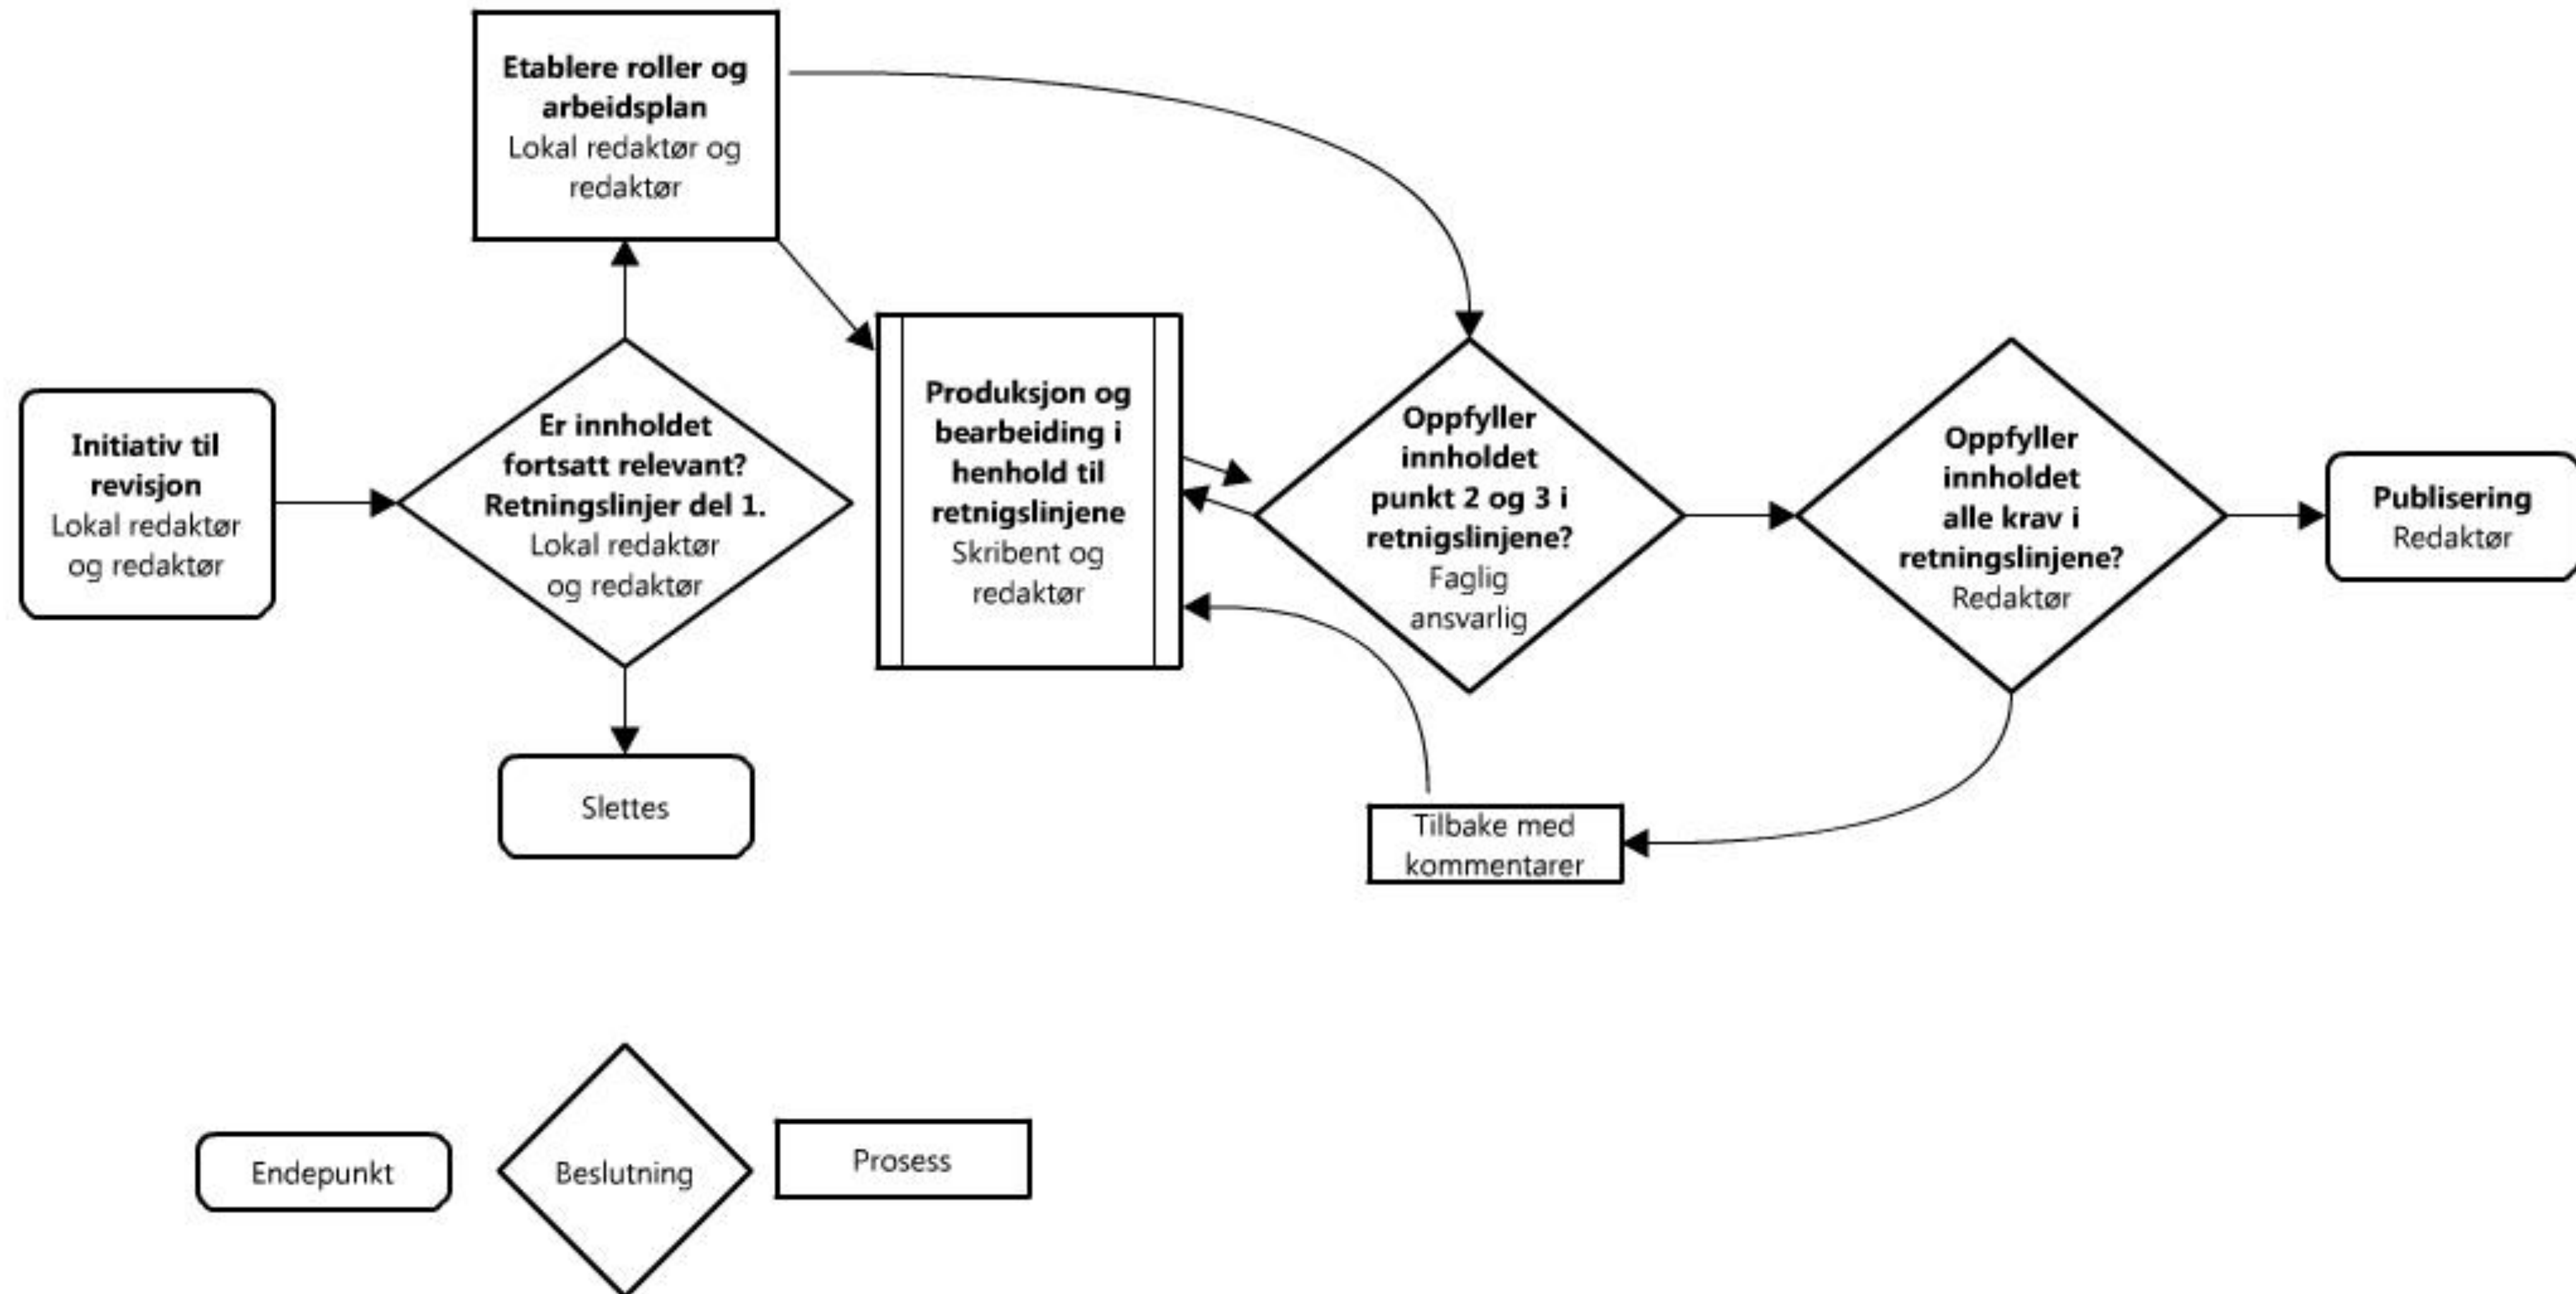 Etablere roller og
arbeidsplan
Lokal redaktør og
redaktør
Initiativ til
revisjon
Lokal redaktør
og redaktør
Er innholdet
fortsatt relevant?
Retningslinjer del 1.
Lokal redaktør
og redaktør
Slettes
Produksjon og
bearbeiding i
henhold til
retnigslinjene
Skribent og
redaktør
Oppfyller
innholdet
punkt 2 og 3 i
retnigslinjene?
Faglig
ansvarlig
Oppfyller
innholdet
alle krav i
retningslinjene?
Redaktør
Publisering
Redaktør
Tilbake med
kommentarer
Endepunkt
Beslutning
Prosess